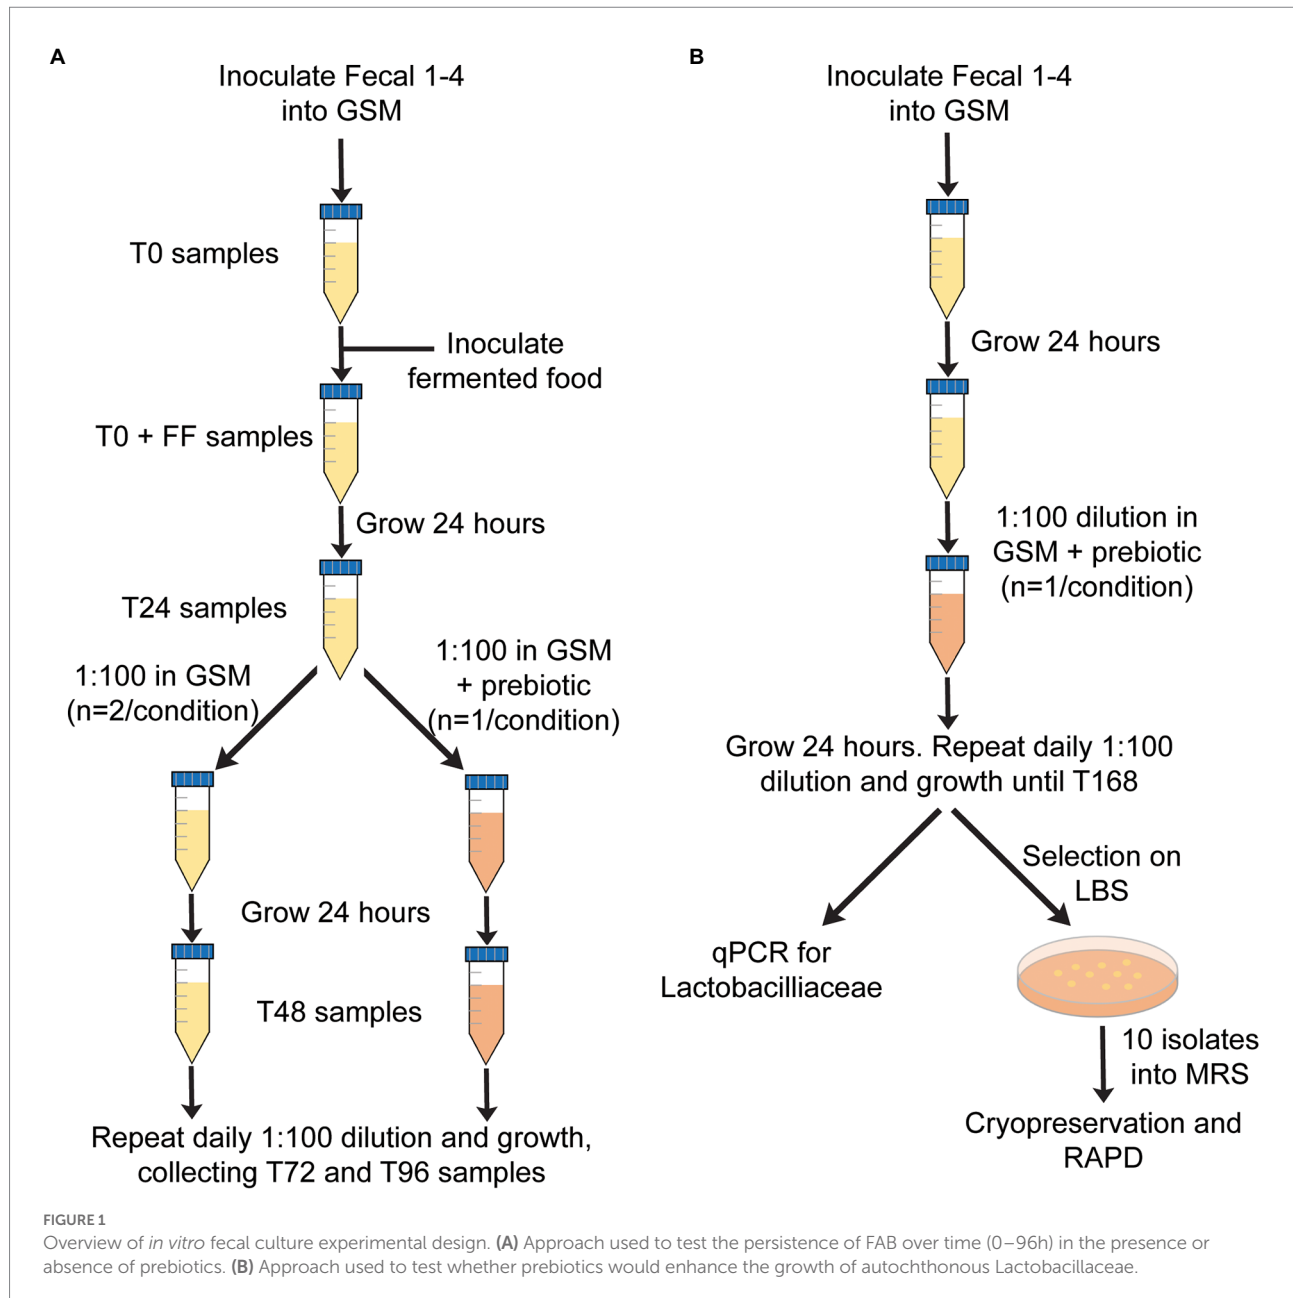 A
Inoculate Fecal 1-4
into GSM
T0 samples
Inoculate
fermented food
T0 + FF samples
Grow 24 hours
T24 samples
1:100 in GSM
(n=2/condition)
1:100 in GSM
+ prebiotic
(n=1/condition)
Grow 24 hours
T48 samples
Repeat daily 1:100 dilution and growth,
collecting T72 and T96 samples
B
Inoculate Fecal 1-4
into GSM
Grow 24 hours
1:100 dilution in
GSM + prebiotic
(n=1/condition)
Grow 24 hours. Repeat daily 1:100
dilution and growth until T168
Selection on
LBS
qPCR for
Lactobacilliaceae
10 isolates
into MRS
Cryopreservation and
RAPD
FIGURE 1
Overview of in vitro fecal culture experimental design. (A) Approach used to test the persistence of FAB over time (0–96h) in the presence or
absence of prebiotics. (B) Approach used to test whether prebiotics would enhance the growth of autochthonous Lactobacillaceae.